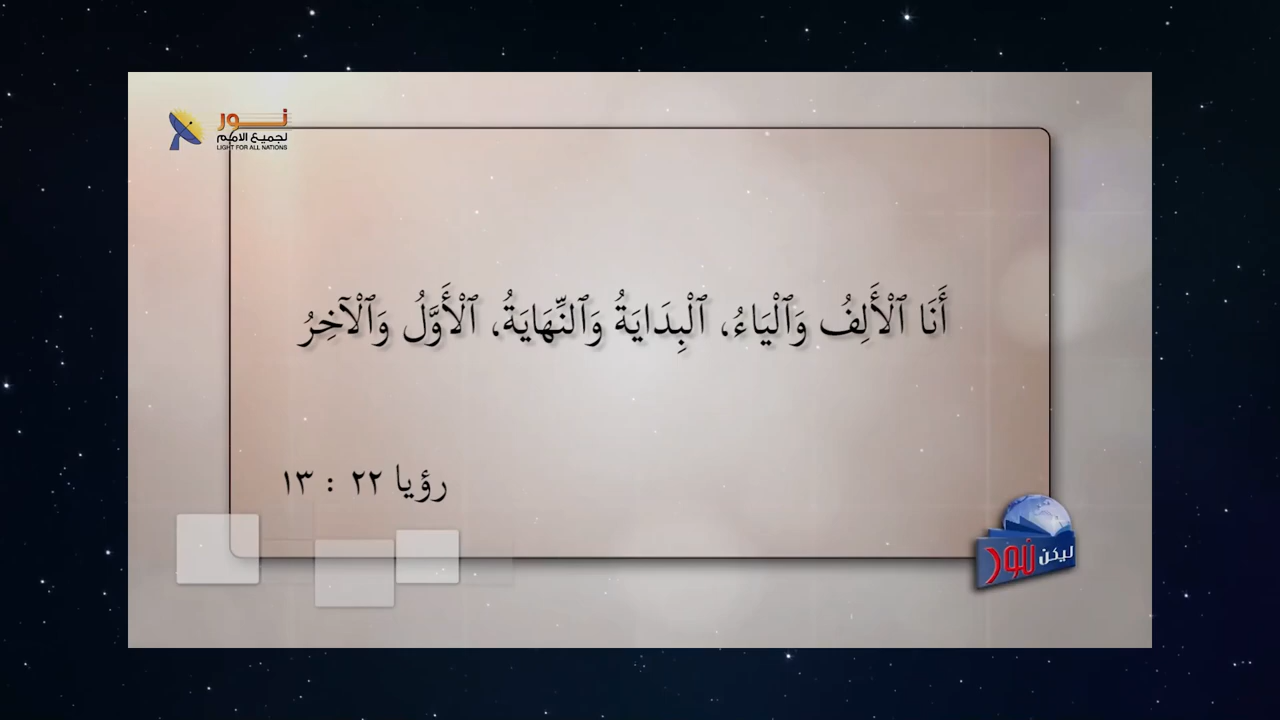 نور
لجميع الامم
LIGHT FOR ALL NATIONS
أَنَا ٱلْأَلِفُ وَٱلْيَاءُ، ٱلْبِدَايَةُ وَٱلنِّهَايَةُ، ٱلْأَوَّلُ وَٱلْآخِرُ
رؤيا ٢٢ : ١٣
ليكن نور